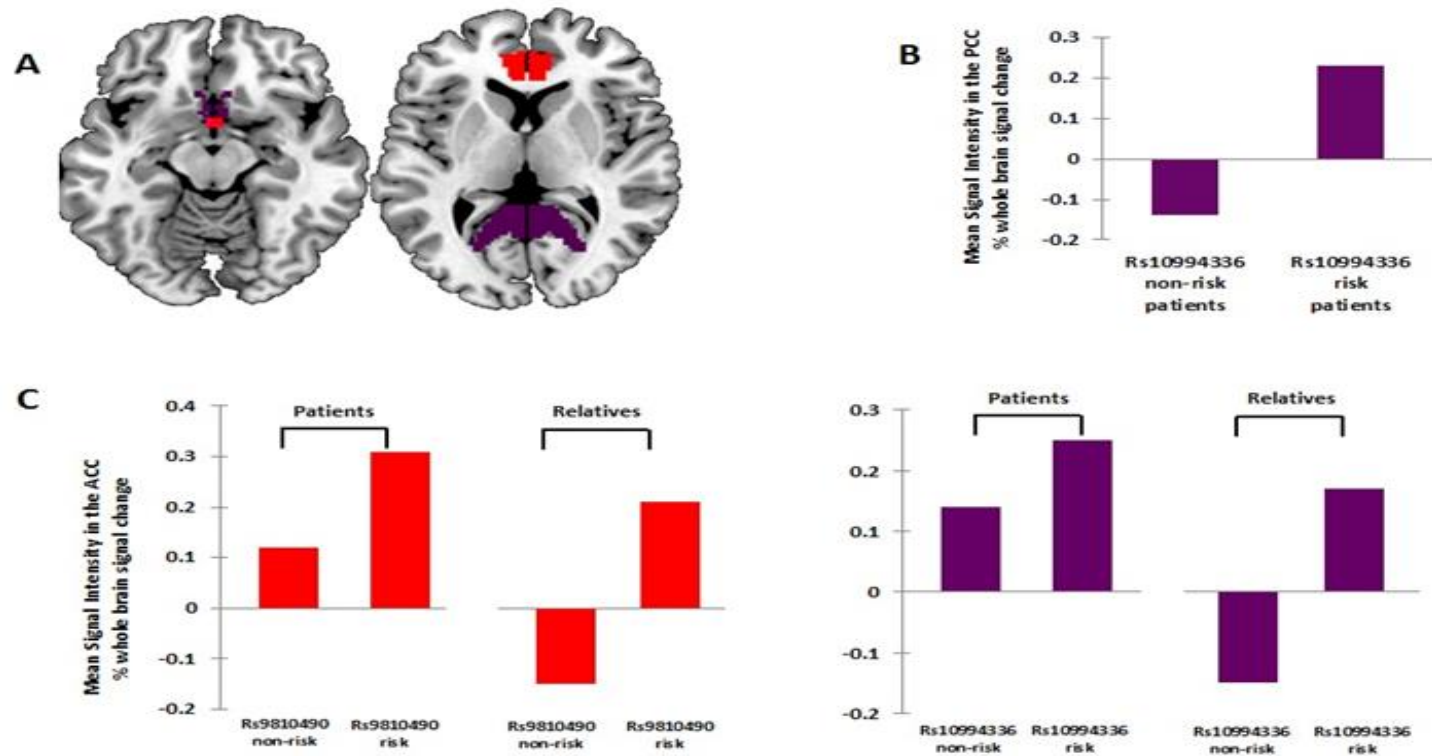 A
B
Mean Signal Intensity in the PCC
% whole brain signal change
0.3
0.2
0.1
0
-0.1
-0.2
Rs10994336
non-risk
patients
Rs10994336
risk
patients
C
Mean Signal Intensity in the ACC
% whole brain signal change
0.4
0.3
0.2
0.1
0
-0.1
-0.2
Patients
Relatives
Rs9810490
non-risk
Rs9810490
risk
Rs9810490
non-risk
Rs9810490
risk
0.3
0.2
0.1
0
-0.1
-0.2
Patients
Relatives
Rs10994336
non-risk
Rs10994336
risk
Rs10994336
non-risk
Rs10994336
risk